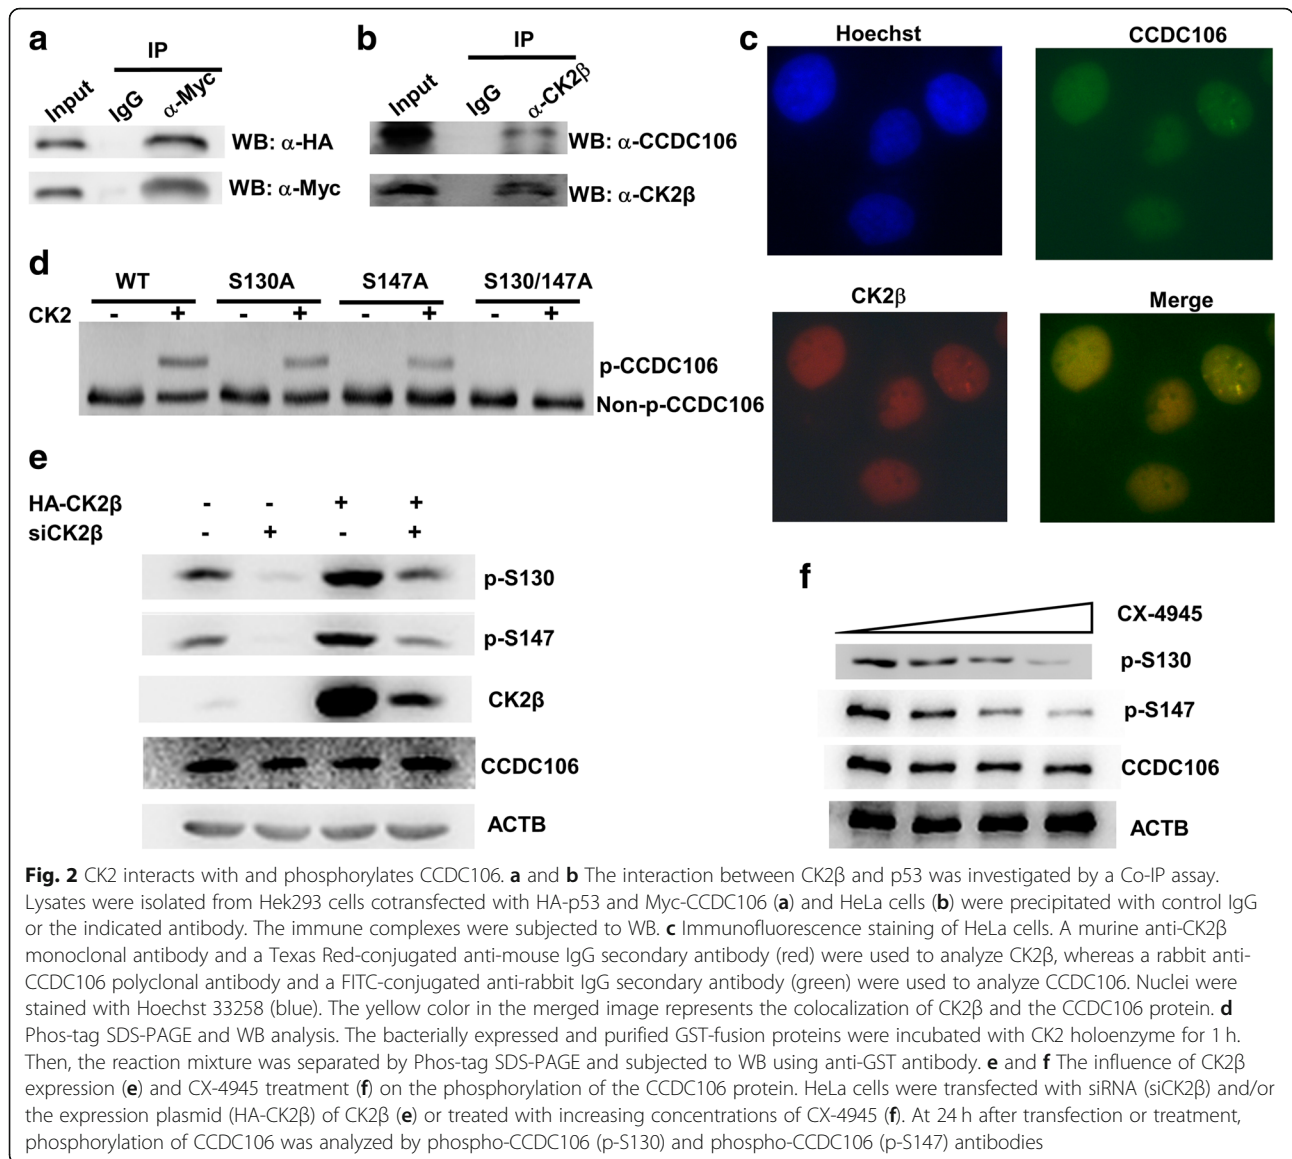 a
IP
Input
IgG
α-Myc
WB: α-HA
WB: α-Myc
b
IP
Input
IgG
α-CK2β
WB: α-CCDC106
WB: α-CK2β
c
Hoechst
CCDC106
CK2β
Merge
d
WT
S130A
S147A
S130/147A
CK2 - + - + - + - +
p-CCDC106
Non-p-CCDC106
e
HA-CK2β - - + +
siCK2β - + - +
p-S130
p-S147
CK2β
CCDC106
ACTB
f
CX-4945
p-S130
p-S147
CCDC106
ACTB
Fig. 2 CK2 interacts with and phosphorylates CCDC106. a and b The interaction between CK2β and p53 was investigated by a Co-IP assay.
Lysates were isolated from Hek293 cells cotransfected with HA-p53 and Myc-CCDC106 (a) and HeLa cells (b) were precipitated with control IgG
or the indicated antibody. The immune complexes were subjected to WB. c Immunofluorescence staining of HeLa cells. A murine anti-CK2β
monoclonal antibody and a Texas Red-conjugated anti-mouse IgG secondary antibody (red) were used to analyze CK2β, whereas a rabbit anti-
CCDC106 polyclonal antibody and a FITC-conjugated anti-rabbit IgG secondary antibody (green) were used to analyze CCDC106. Nuclei were
stained with Hoechst 33258 (blue). The yellow color in the merged image represents the colocalization of CK2β and the CCDC106 protein. d
Phos-tag SDS-PAGE and WB analysis. The bacterially expressed and purified GST-fusion proteins were incubated with CK2 holoenzyme for 1 h.
Then, the reaction mixture was separated by Phos-tag SDS-PAGE and subjected to WB using anti-GST antibody. e and f The influence of CK2β
expression (e) and CX-4945 treatment (f) on the phosphorylation of the CCDC106 protein. HeLa cells were transfected with siRNA (siCK2β) and/or
the expression plasmid (HA-CK2β) of CK2β (e) or treated with increasing concentrations of CX-4945 (f). At 24 h after transfection or treatment,
phosphorylation of CCDC106 was analyzed by phospho-CCDC106 (p-S130) and phospho-CCDC106 (p-S147) antibodies